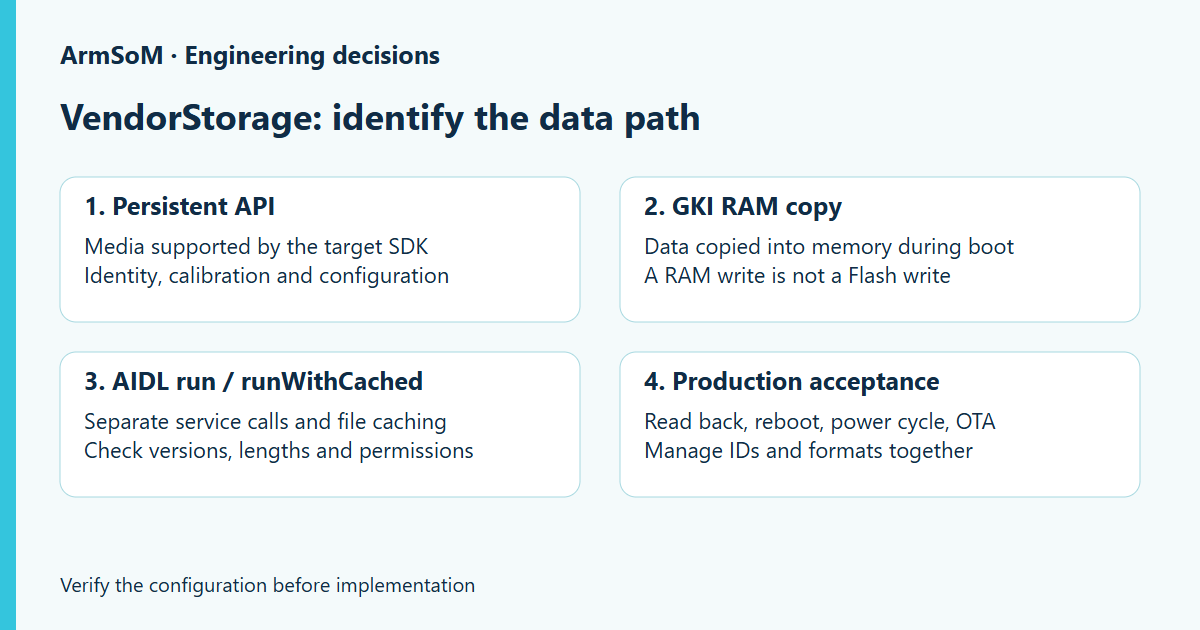 ArmSoM · Engineering decisions
VendorStorage: identify the data path
1. Persistent API
Media supported by the target SDK
Identity, calibration and configuration
2. GKI RAM copy
Data copied into memory during boot
A RAM write is not a Flash write
3. AIDL run / runWithCached
Separate service calls and file caching
Check versions, lengths and permissions
4. Production acceptance
Read back, reboot, power cycle, OTA
Manage IDs and formats together
Verify the configuration before implementation